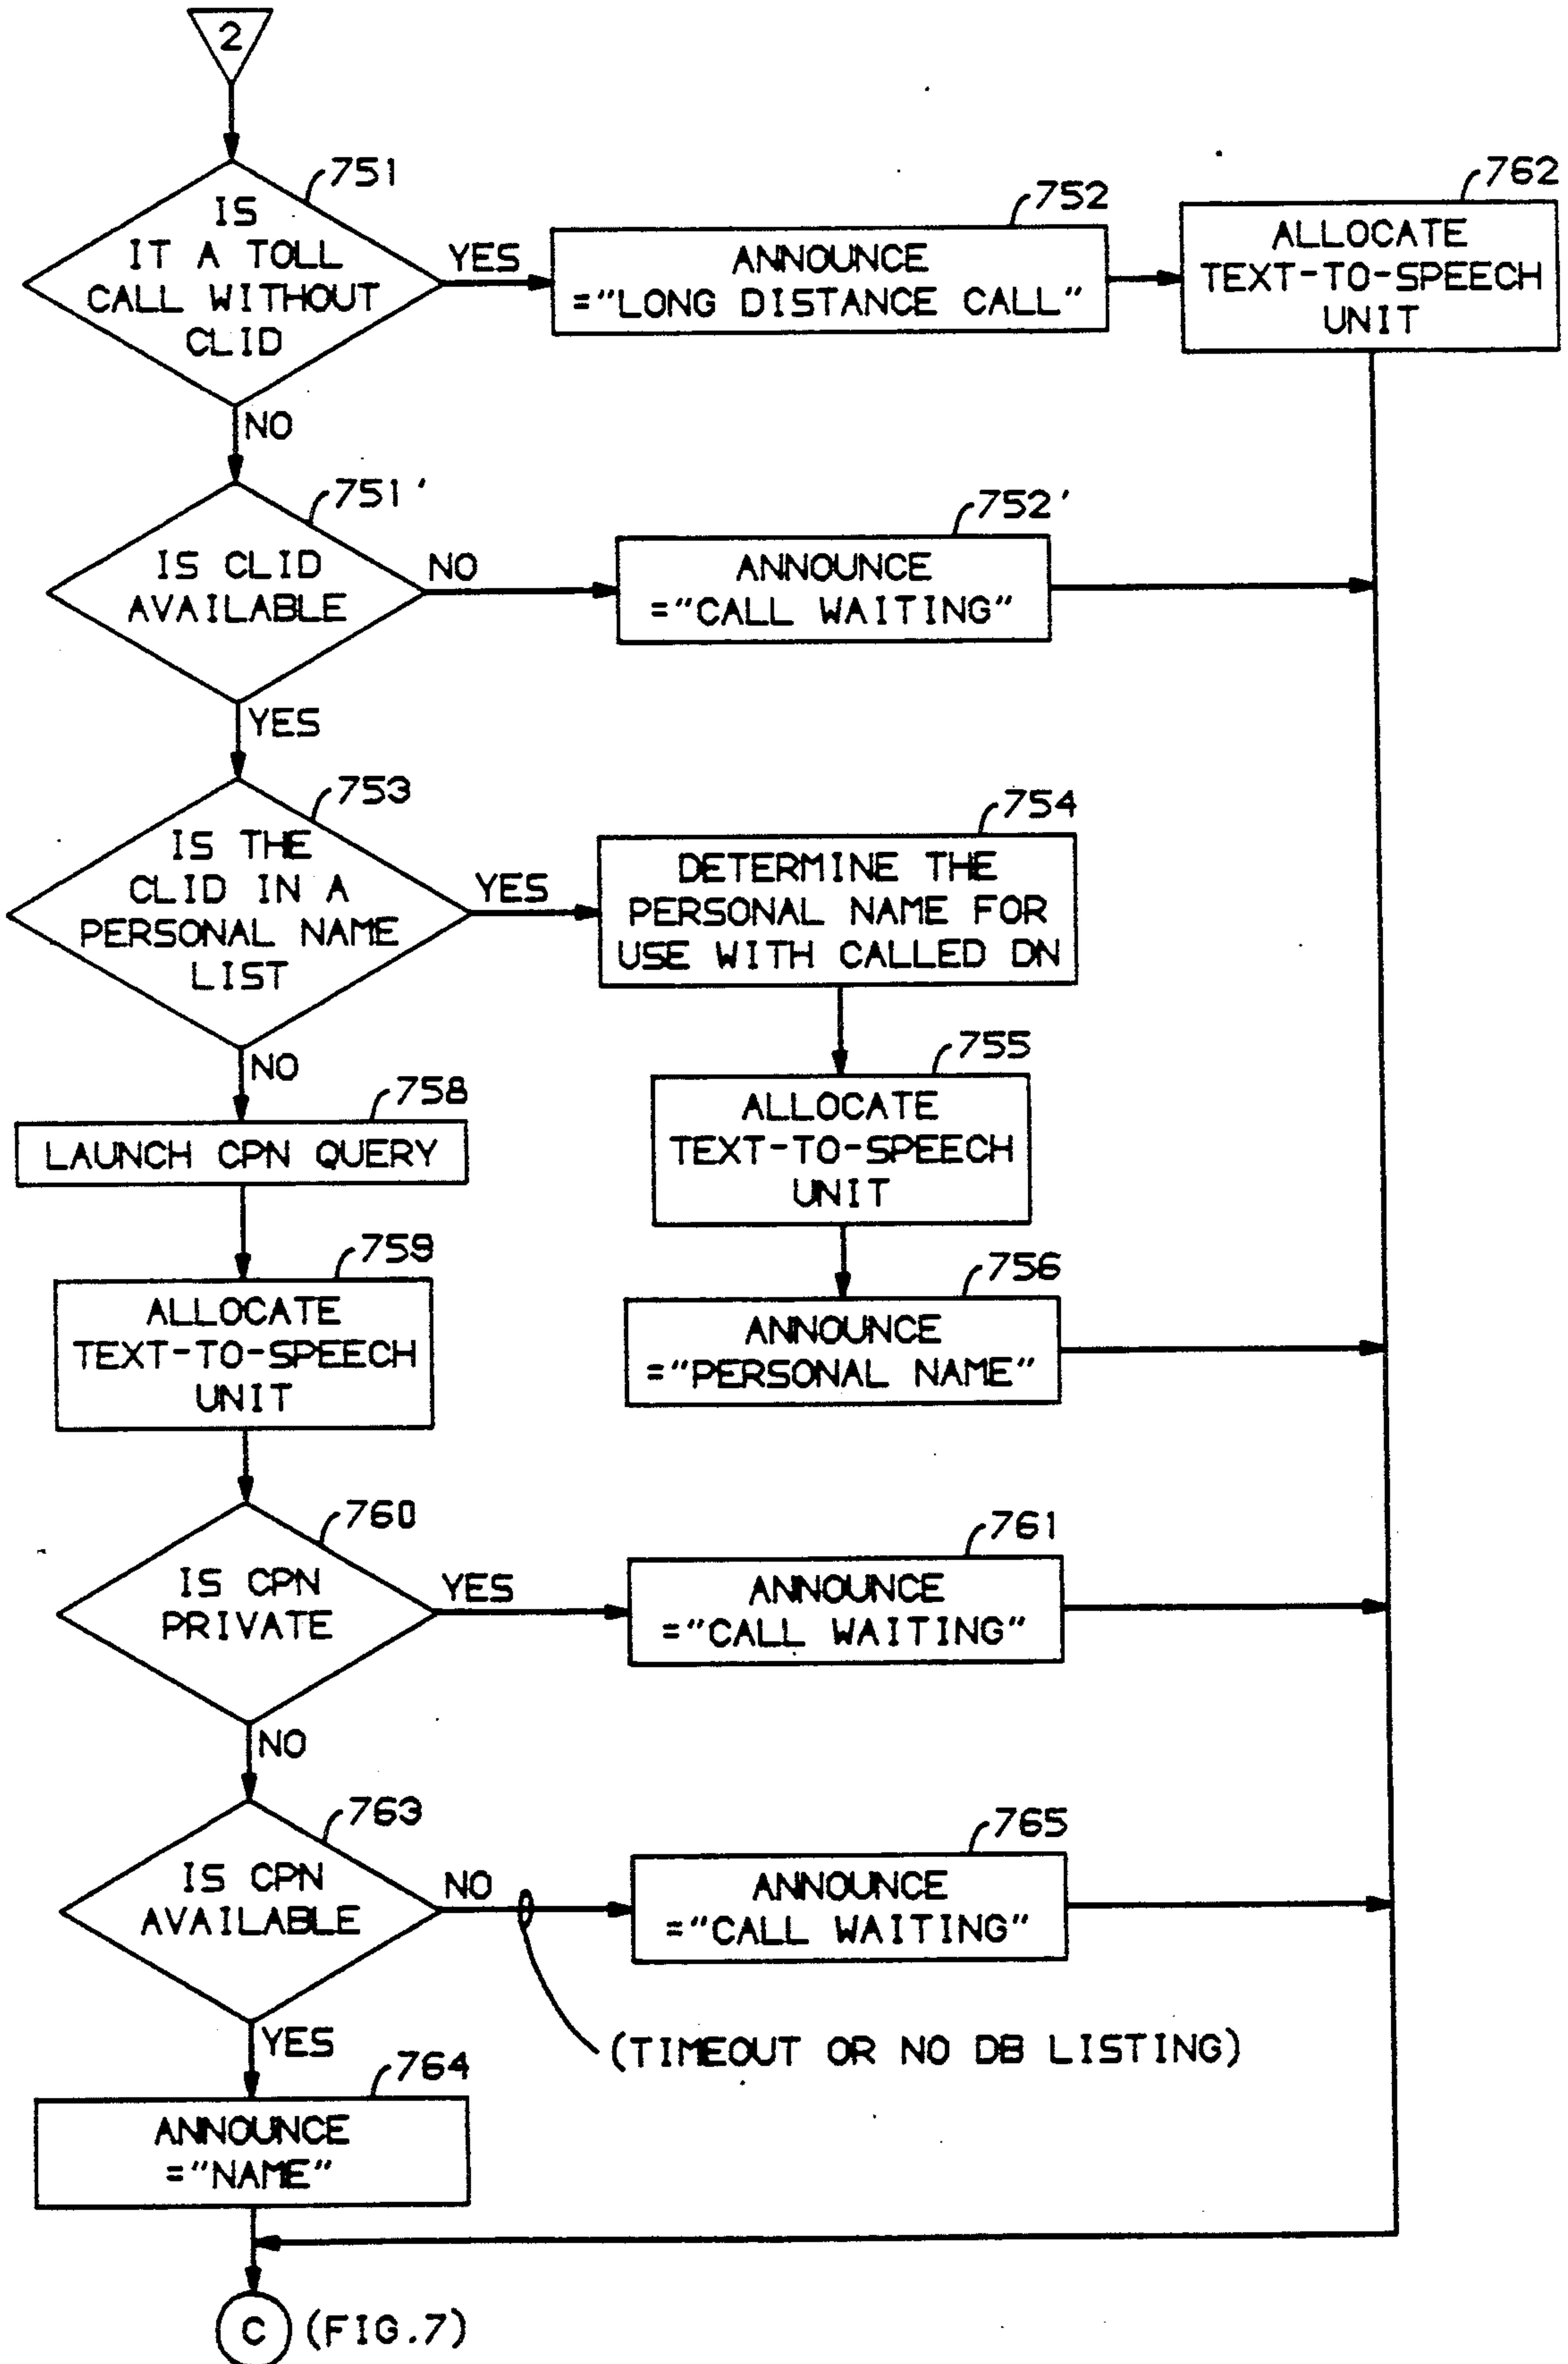 2
751
IS
IT A TOLL
CALL WITHOUT
CLID
YES
752
ANNOUNCE
="LONG DISTANCE CALL"
762
ALLOCATE
TEXT-TO-SPEECH
UNIT
NO
751'
IS CLID
AVAILABLE
NO
752'
ANNOUNCE
="CALL WAITING"
YES
753
IS THE
CLID IN A
PERSONAL NAME
LIST
YES
754
DETERMINE THE
PERSONAL NAME FOR
USE WITH CALLED DN
755
ALLOCATE
TEXT-TO-SPEECH
UNIT
756
ANNOUNCE
="PERSONAL NAME"
NO
758
LAUNCH CPN QUERY
759
ALLOCATE
TEXT-TO-SPEECH
UNIT
760
IS CPN
PRIVATE
YES
761
ANNOUNCE
="CALL WAITING"
NO
763
IS CPN
AVAILABLE
NO
765
ANNOUNCE
="CALL WAITING"
(TIMEOUT OR NO DB LISTING)
YES
764
ANNOUNCE
="NAME"
C (FIG.7)